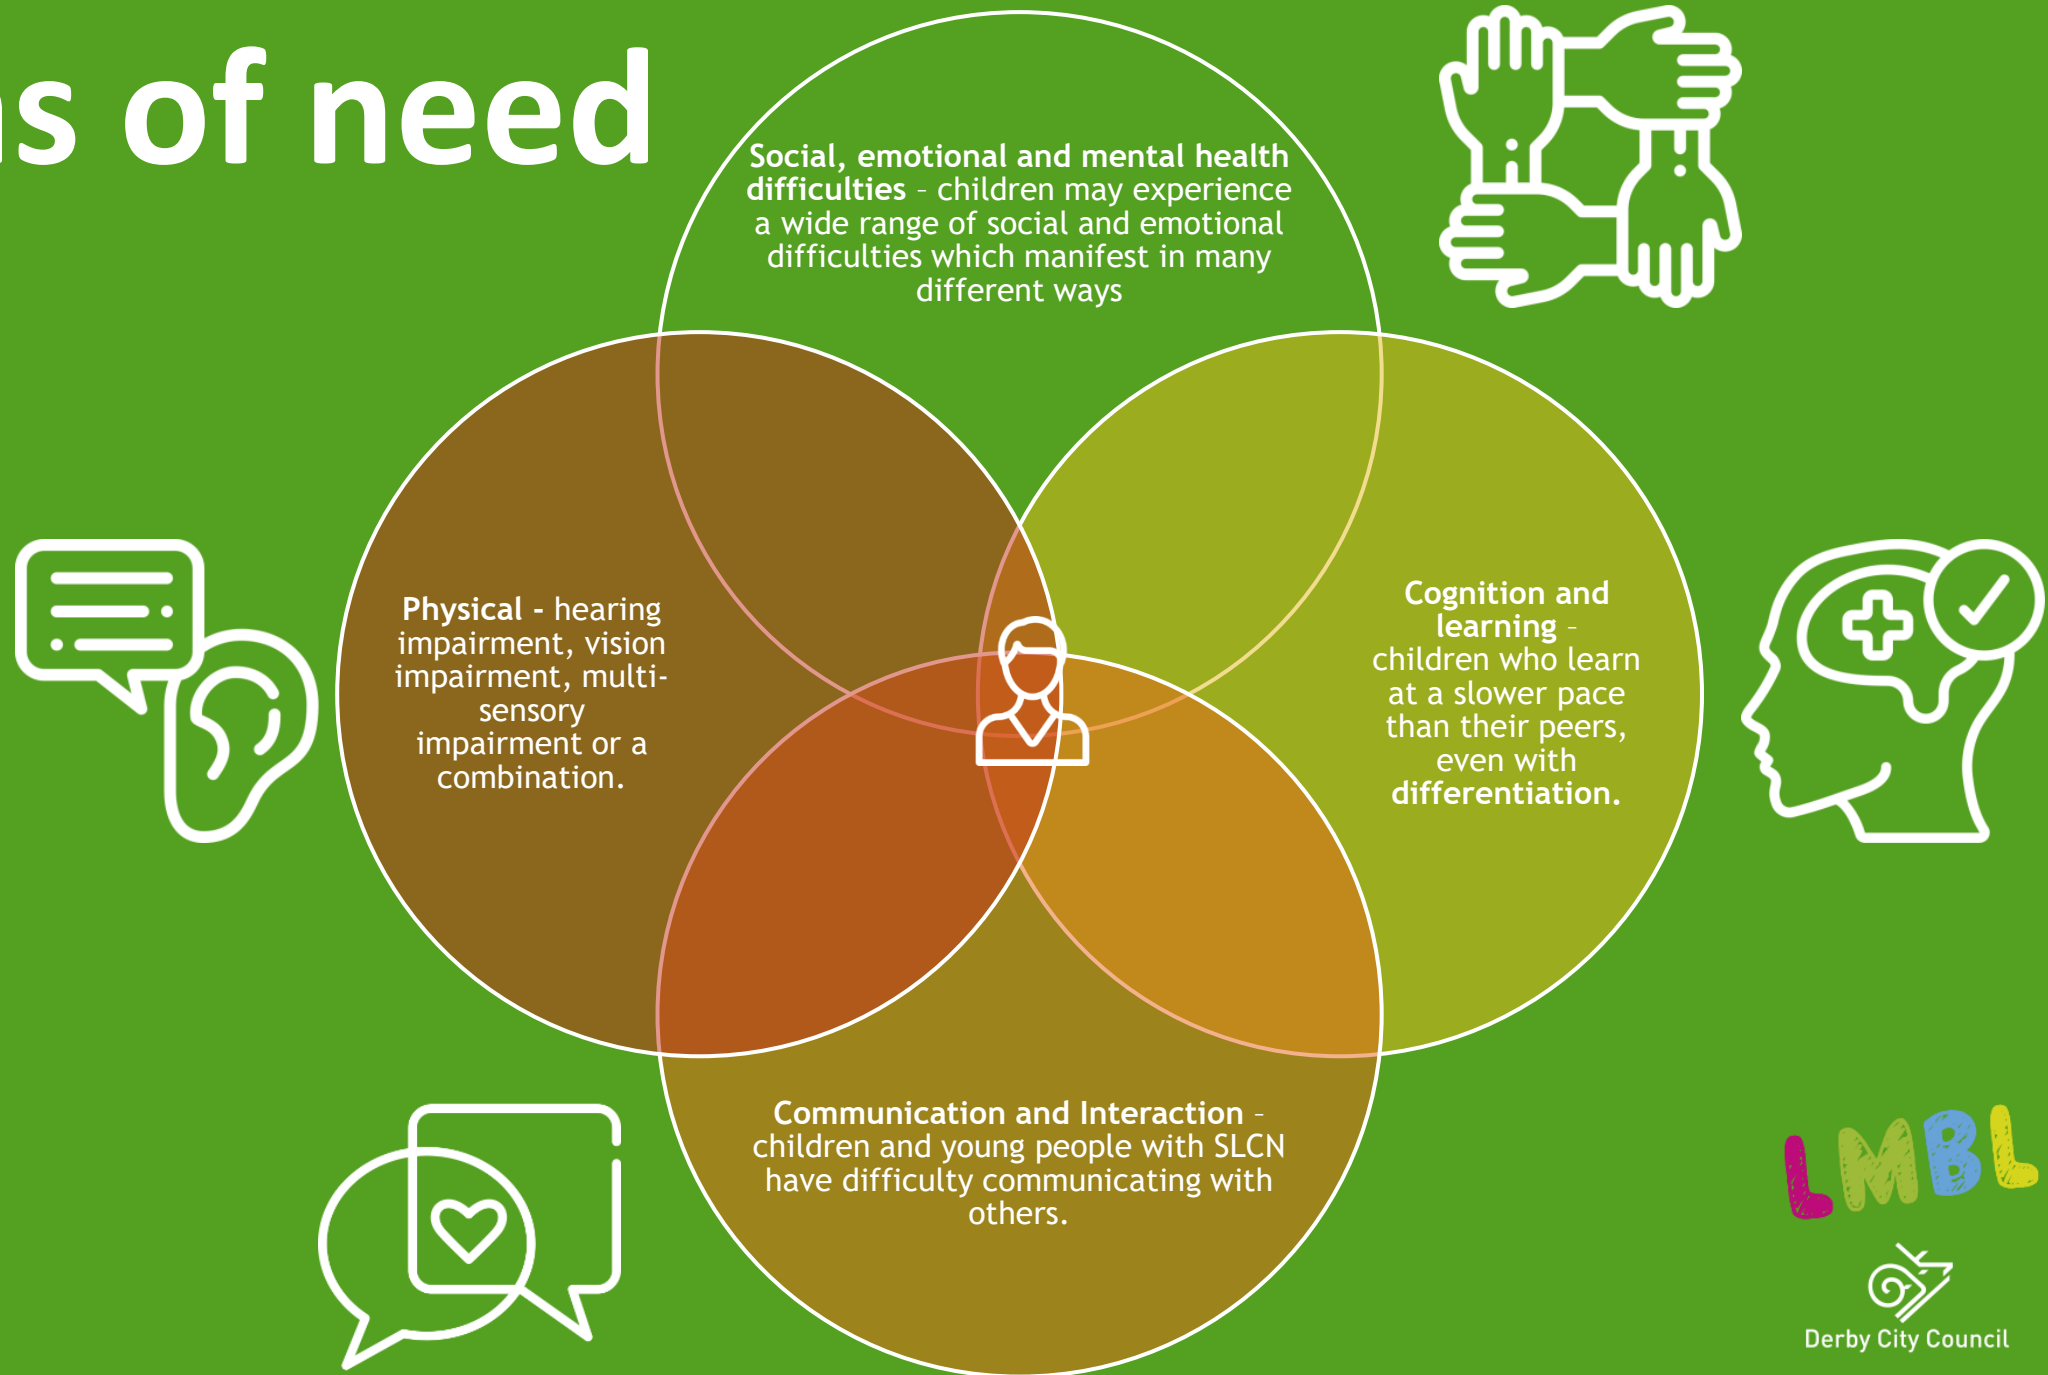 s of need
Social, emotional and mental health
difficulties – children may experience
a wide range of social and emotional
difficulties which manifest in many
different ways
Physical - hearing
impairment, vision
impairment, multi-
sensory
impairment or a
combination.
Cognition and
learning –
children who learn
at a slower pace
than their peers,
even with
differentiation.
Communication and Interaction –
children and young people with SLCN
have difficulty communicating with
others.
LMBL
Derby City Council